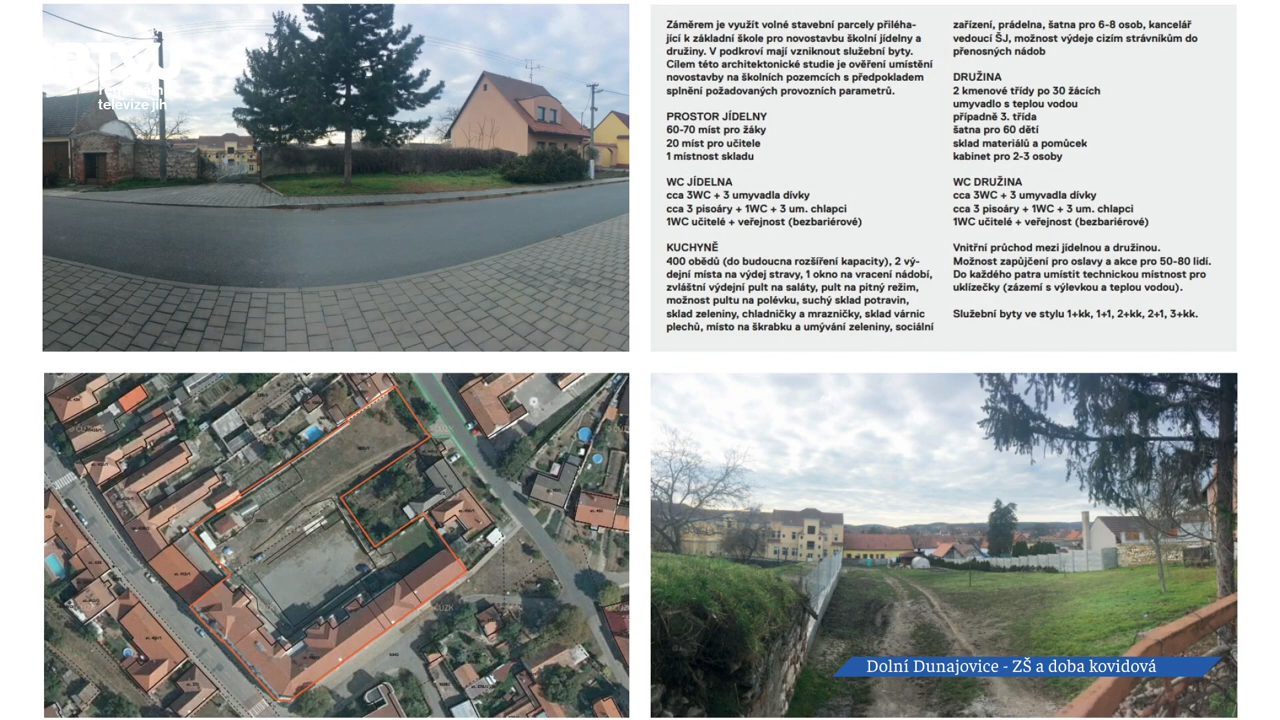 televize jih
Záměrem je využít volné stavební parcely přiléha-
jící k základní škole pro novostavbu školní jídelny a
družiny. V podkroví mají vzniknout služební byty.
Cílem této architektonické studie je ověření umístění
novostavby na školních pozemcích s předpokladem
splnění požadovaných provozních parametrů.
PROSTOR JÍDELNY
60-70 míst pro žáky
20 míst pro učitele
1 místnost skladu
WC JÍDELNA
cca 3WC + 3 umyvadla dívky
cca 3 pisoáry + 1WC + 3 um. chlapci
1WC učitelé + veřejnost (bezbariérové)
KUCHYNĚ
400 obědů (do budoucna rozšíření kapacity), 2 vý-
dejní místa na výdej stravy, 1 okno na vracení nádobí,
zvláštní výdejní pult na saláty, pult na pitný režim,
možnost pultu na polévku, suchý sklad potravin,
sklad zeleniny, chladničky a mrazničky, sklad várnic
plechů, místo na škrabku a umývání zeleniny, sociální
zařízení, prádelna, šatna pro 6-8 osob, kancelář
vedoucí ŠJ, možnost výdeje cizím strávníkům do
přenosných nádob
DRUŽINA
2 kmenové třídy po 30 žácích
umyvadlo s teplou vodou
případně 3. třída
šatna pro 60 dětí
sklad materiálů a pomůcek
kabinet pro 2-3 osoby
WC DRUŽINA
cca 3WC + 3 umyvadla dívky
cca 3 pisoáry + 1WC + 3 um. chlapci
1WC učitelé + veřejnost (bezbariérové)
Vnitřní průchod mezi jídelnou a družinou.
Možnost zapůjčení pro oslavy a akce pro 50-80 lidí.
Do každého patra umístit technickou místnost pro
uklízečky (zázemí s výlevkou a teplou vodou).
Služební byty ve stylu 1+kk, 1+1, 2+kk, 2+1, 3+kk.
Dolní Dunajovice - ZŠ a doba kovidová